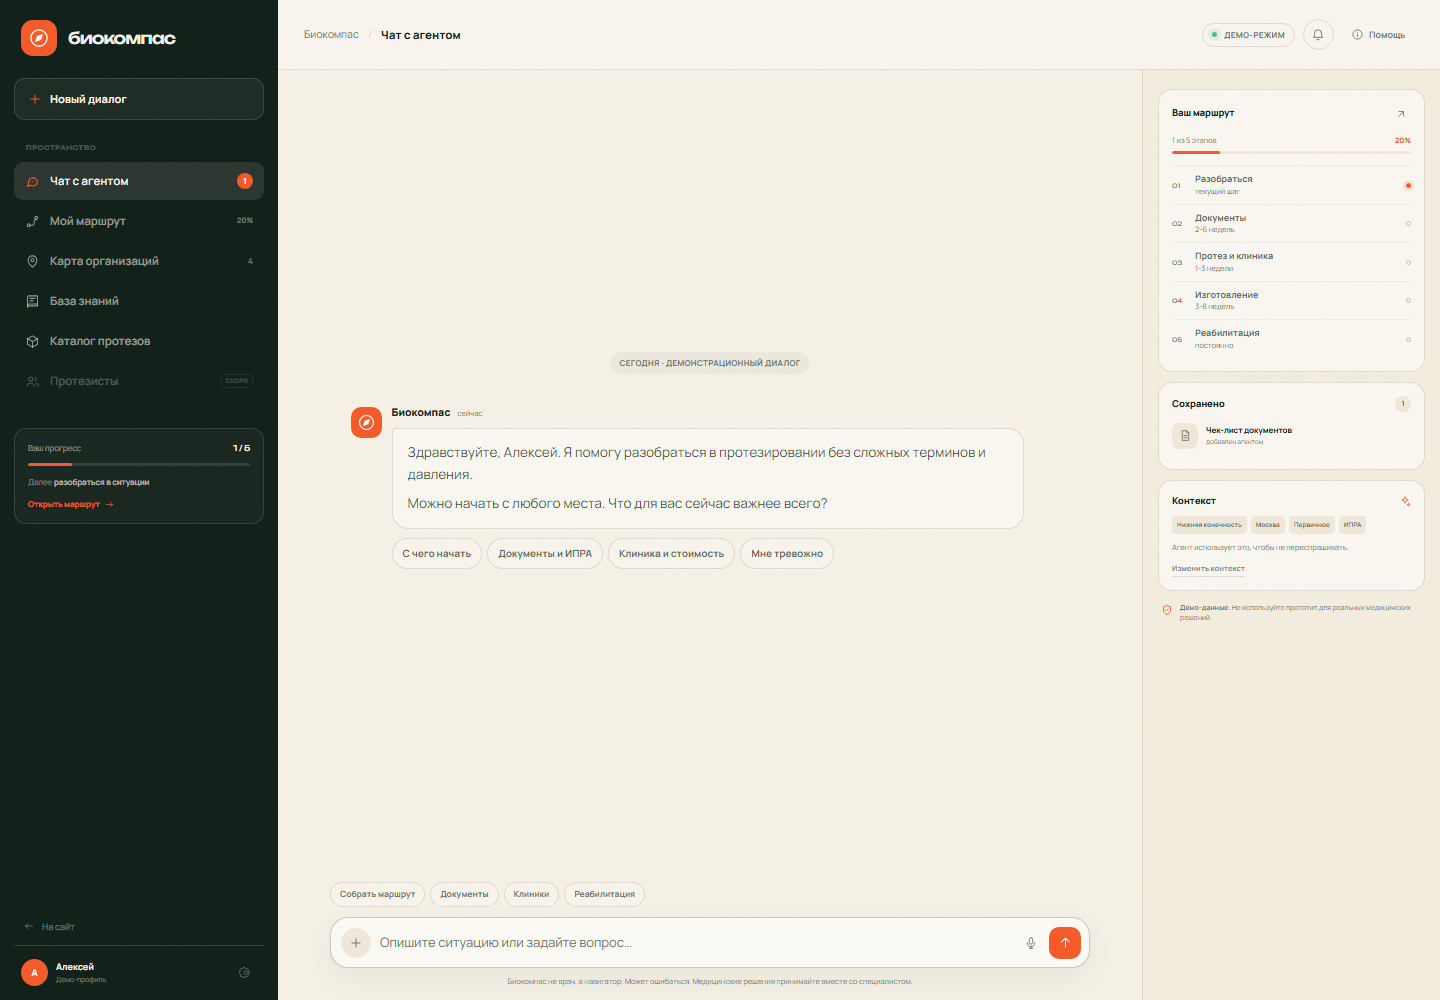 биокомпас
Новый диалог
ПРОСТРАНСТВО
Чат с агентом 1
Мой маршрут 20%
Карта организаций 4
База знаний
Каталог протезов
Протезисты СКОРО
Ваш прогресс 1/5
Далее разобраться в ситуации
Открыть маршрут →
← На сайт
А Алексей
Демо-профиль
Биокомпас / Чат с агентом
ДЕМО-РЕЖИМ
Помощь
СЕГОДНЯ · ДЕМОНСТРАЦИОННЫЙ ДИАЛОГ
Биокомпас сейчас
Здравствуйте, Алексей. Я помогу разобраться в протезировании без сложных терминов и
давления.
Можно начать с любого места. Что для вас сейчас важнее всего?
С чего начать
Документы и ИПРА
Клиника и стоимость
Мне тревожно
Собрать маршрут
Документы
Клиники
Реабилитация
Опишите ситуацию или задайте вопрос...
Биокомпас не врач, а навигатор. Может ошибаться. Медицинские решения принимайте вместе со специалистом.
Ваш маршрут
1 из 5 этапов 20%
01 Разобраться
текущий шаг
02 Документы
2-6 недель
03 Протез и клиника
1-3 недели
04 Изготовление
3-8 недель
05 Реабилитация
постоянно
Сохранено 1
Чек-лист документов
добавлен агентом
Контекст
Нижняя конечность
Москва
Первичное
ИПРА
Агент использует это, чтобы не переспрашивать.
Изменить контекст
Демо-данные. Не используйте прототип для реальных медицинских
решений.